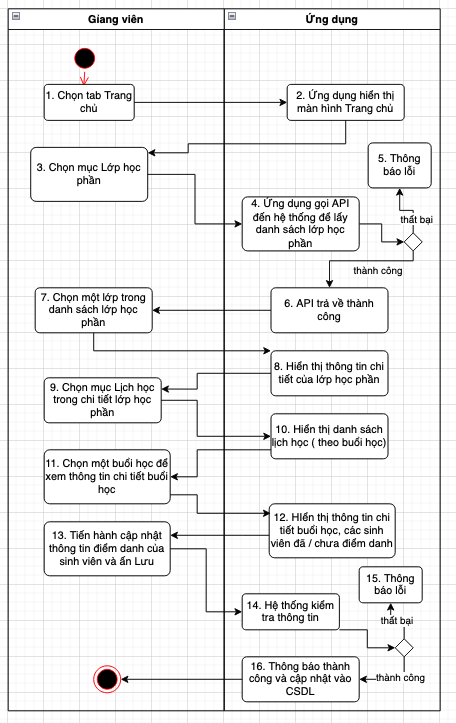 Giang viên
Ứng dụng
1. Chọn tab Trang
chủ
2. Ứng dụng hiển thị
màn hình Trang chủ
3. Chọn mục Lớp học
phần
4. Ứng dụng gọi API
đến hệ thống để lấy
danh sách lớp học
phần
5. Thông
báo lỗi
thất bại
thành công
6. API trả về thành
công
7. Chọn một lớp trong
danh sách lớp học
phần
8. Hiển thị thông tin chi
tiết của lớp học phần
9. Chọn mục Lịch học
trong chi tiết lớp học
phần
10. Hiển thị danh sách
lịch học ( theo buổi học)
11. Chọn một buổi học để
xem thông tin chi tiết buổi
học
12. HIển thị thông tin chi
tiết buổi học, các sinh
viên đã / chưa điểm danh
13. Tiến hành cập nhật
thông tin điểm danh của
sinh viên và ấn Lưu
14. Hệ thống kiểm
tra thông tin
15. Thông
báo lỗi
thất bại
thành công
16. Thông báo thành
công và cập nhật vào
CSDL